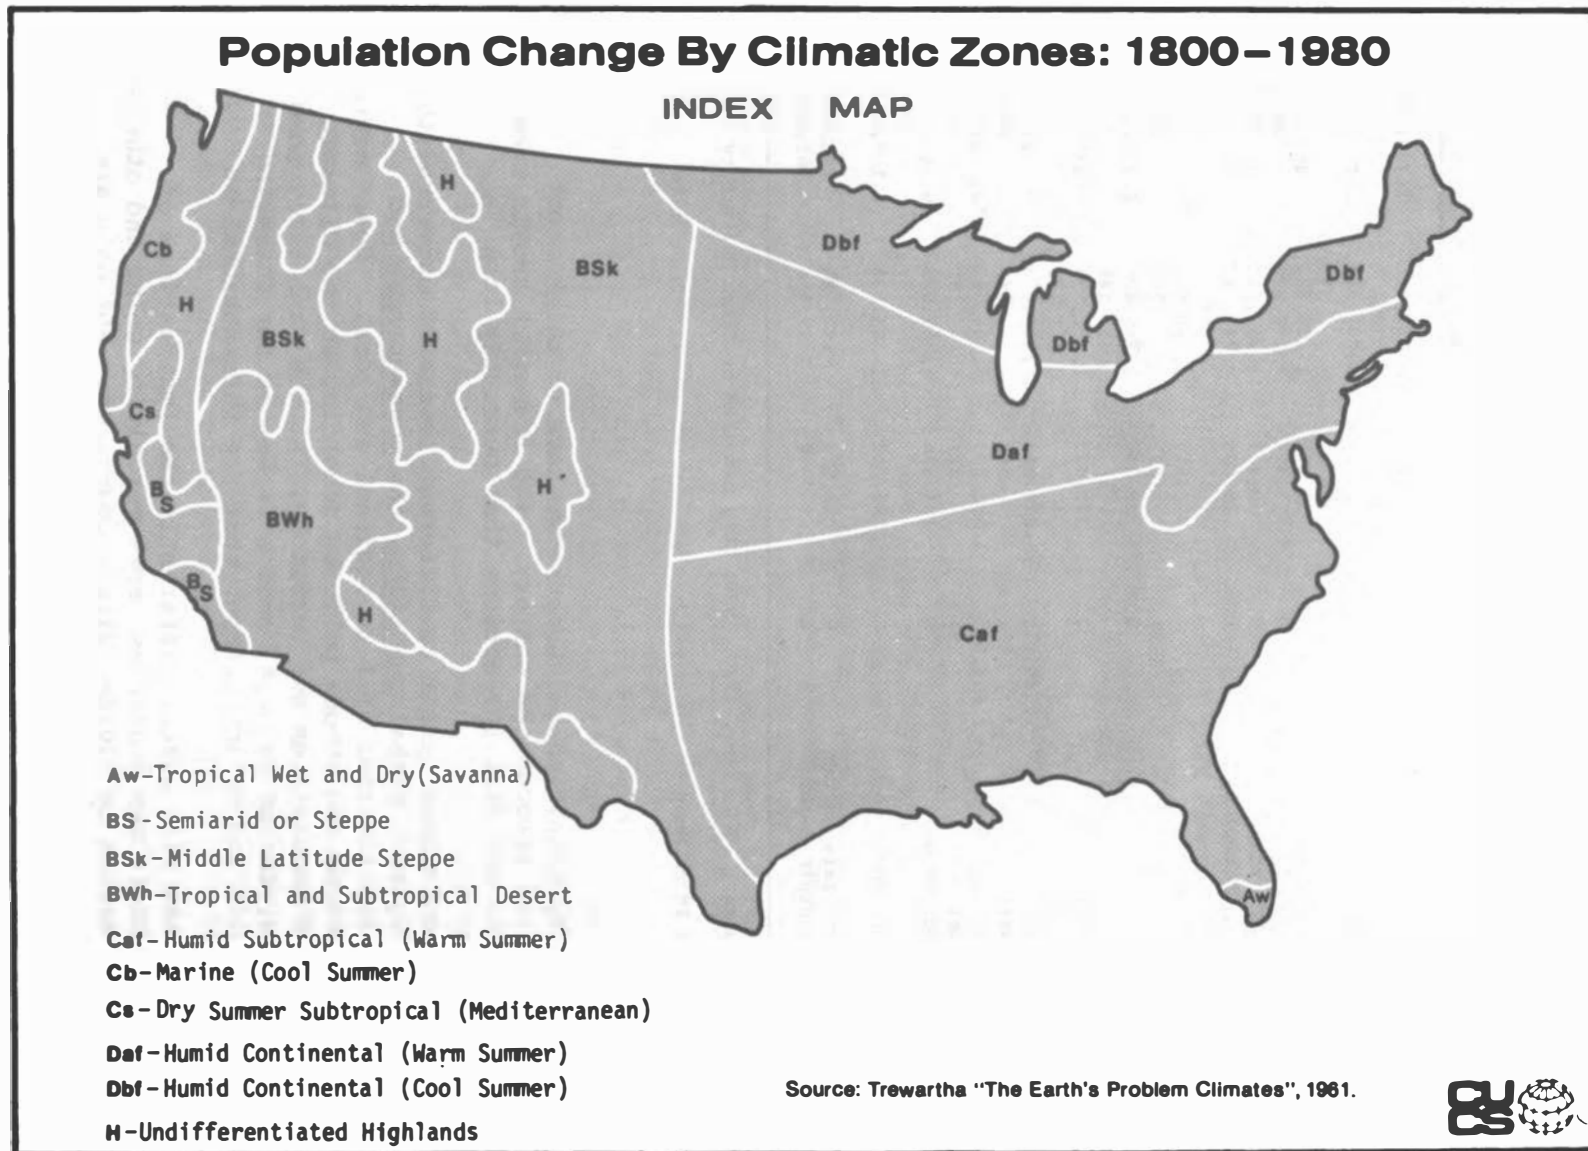 Population Change By Climatic Zones: 1800-1980
INDEX MAP
H
Cb
Dbf
BSk
Dbf
H
BSk
H
Dbf
Cs
Daf
H
BS
BWh
BS
H
Caf
Aw
Aw-Tropical Wet and Dry(Savanna)
BS-Semiarid or Steppe
BSk-Middle Latitude Steppe
BWh-Tropical and Subtropical Desert
Caf-Humid Subtropical (Warm Summer)
Cb-Marine (Cool Summer)
Cs-Dry Summer Subtropical (Mediterranean)
Daf-Humid Continental (Warm Summer)
Dbf-Humid Continental (Cool Summer)
Source: Trewartha "The Earth's Problem Climates", 1961.
H-Undifferentiated Highlands